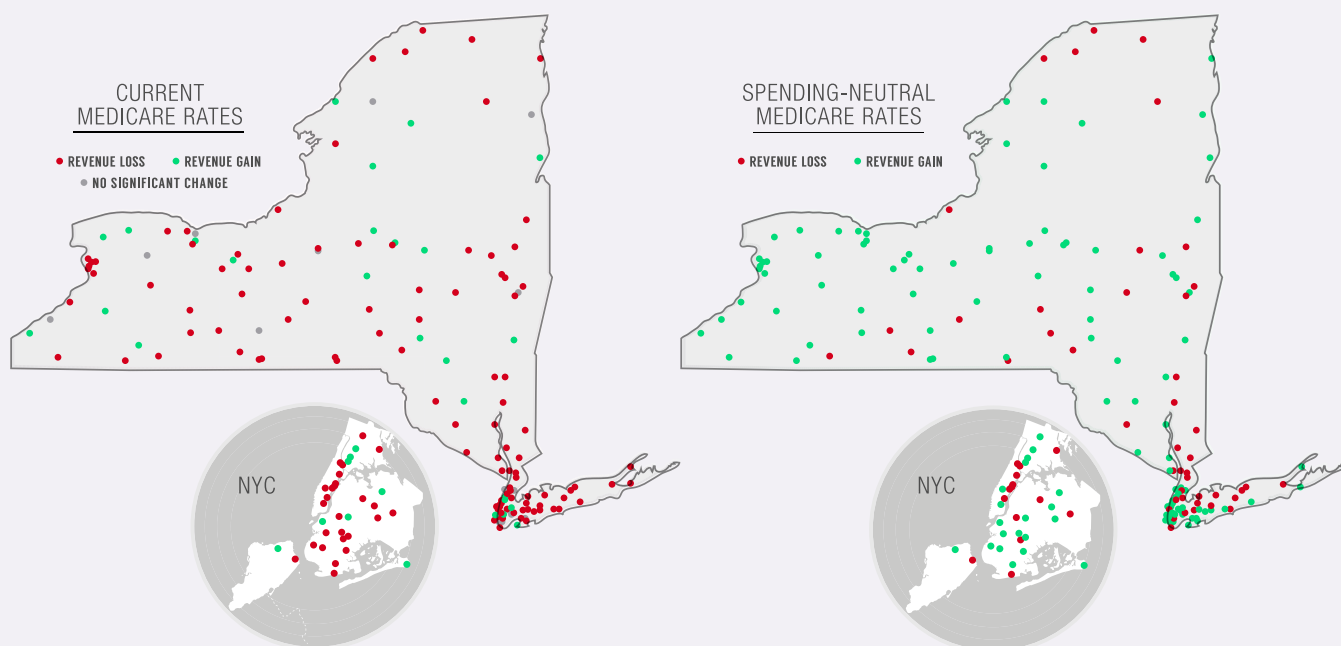 CURRENT
MEDICARE RATES
REVENUE LOSS
REVENUE GAIN
NO SIGNIFICANT CHANGE
NYC
SPENDING-NEUTRAL
MEDICARE RATES
REVENUE LOSS
REVENUE GAIN
NYC